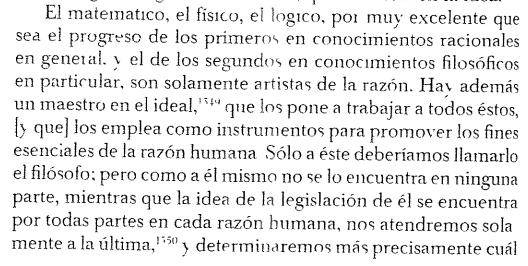 El matemático, el físico, el lógico, por muy excelente que
sea el progreso de los primeros en conocimientos racionales
en general, y el de los segundos en conocimientos filosóficos
en particular, son solamente artistas de la razón. Hay además
un maestro en el ideal,¹⁵⁴⁹ que los pone a trabajar a todos éstos,
[y que] los emplea como instrumentos para promover los fines
esenciales de la razón humana. Sólo a éste deberíamos llamarlo
el filósofo; pero como a él mismo no se lo encuentra en ninguna
parte, mientras que la idea de la legislación de él se encuentra
por todas partes en cada razón humana, nos atendremos sola
mente a la última,¹⁵⁵⁰ y determinaremos más precisamente cuál